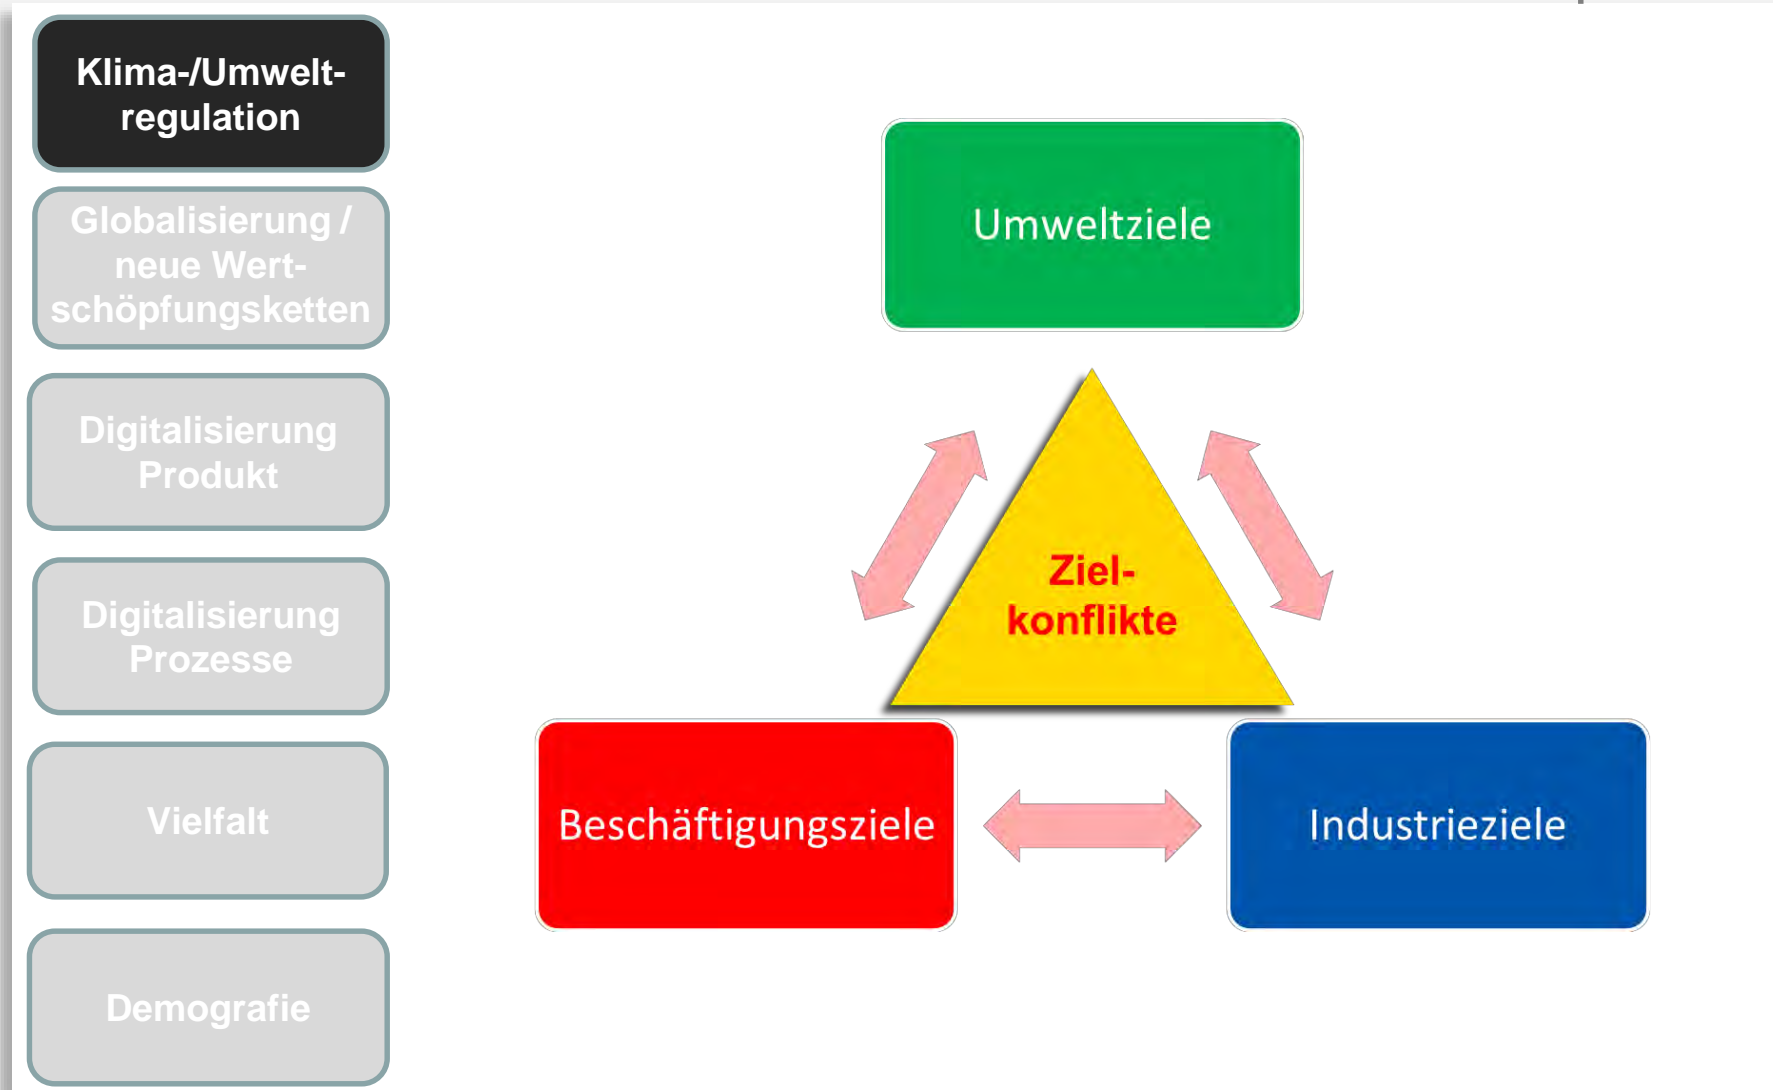 Klima-/Umwelt-
regulation
Globalisierung /
neue Wert-
schöpfungsketten
Digitalisierung
Produkt
Digitalisierung
Prozesse
Vielfalt
Demografie
Umweltziele
Ziel-
konflikte
Beschäftigungsziele
Industrieziele